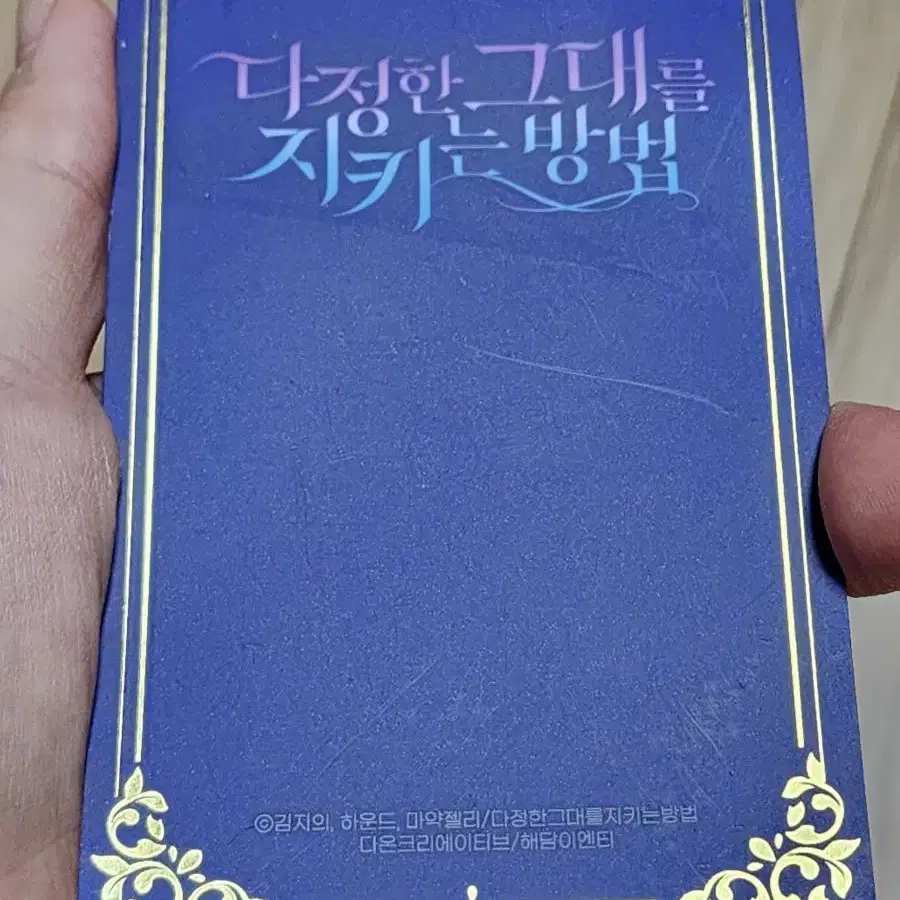 다정한 그대를
지키는 방법
©김지의, 하운드, 마약젤리/다정한그대를지키는방법
다온크리에이티브/해담이엔티